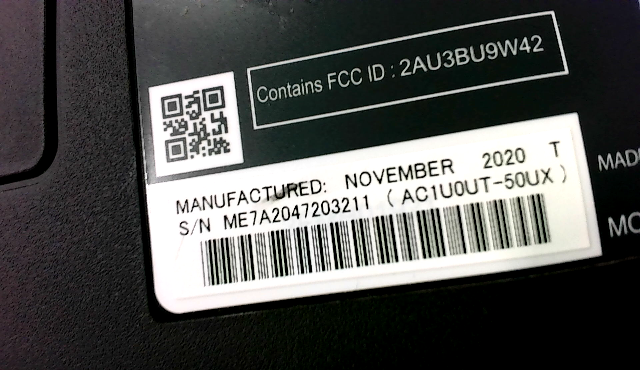 Contains FCC ID : 2AU3BU9W42
MANUFACTURED: NOVEMBER 2020 T
S/N ME7A2047203211 ( AC1U0UT-50UX )